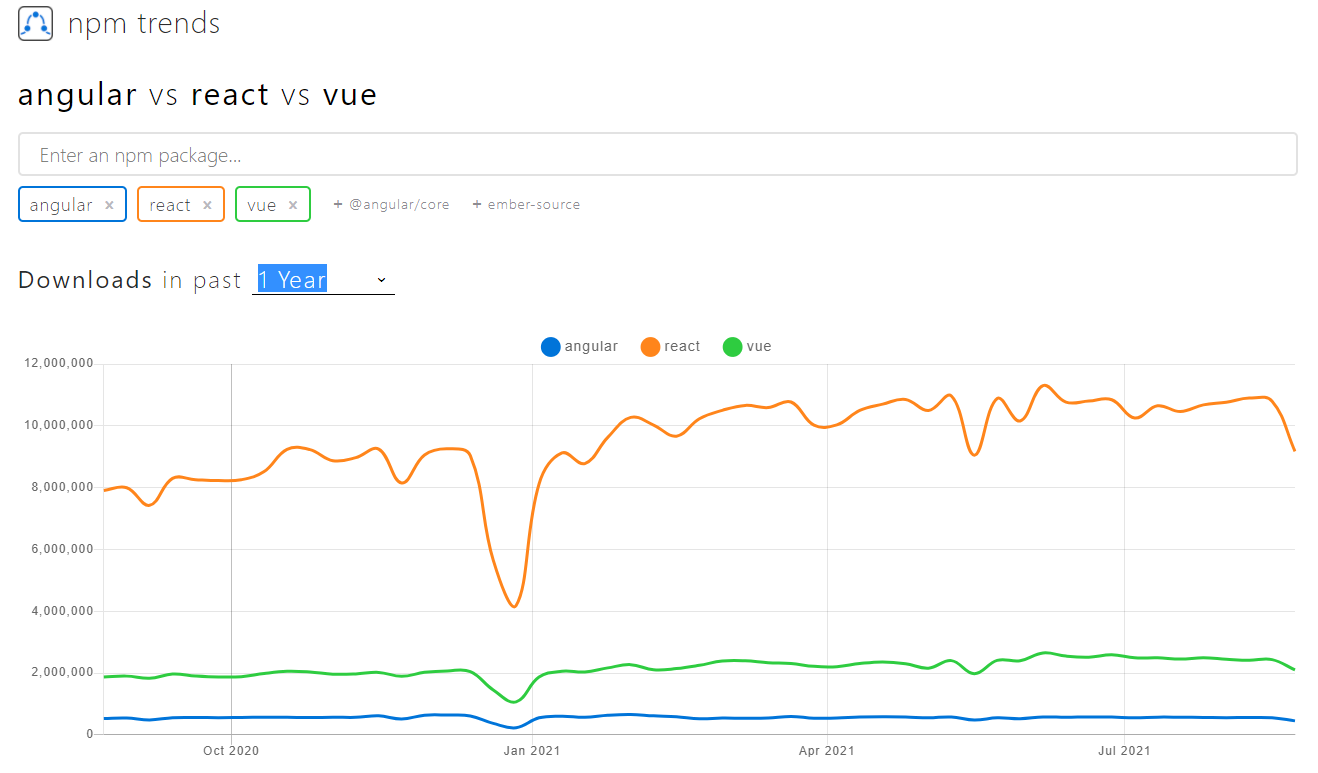 npm trends
angular vs react vs vue
Enter an npm package...
angular × react × vue × + @angular/core + ember-source
Downloads in past 1 Year
angular react vue
12,000,000
10,000,000
8,000,000
6,000,000
4,000,000
2,000,000
0
Oct 2020 Jan 2021 Apr 2021 Jul 2021